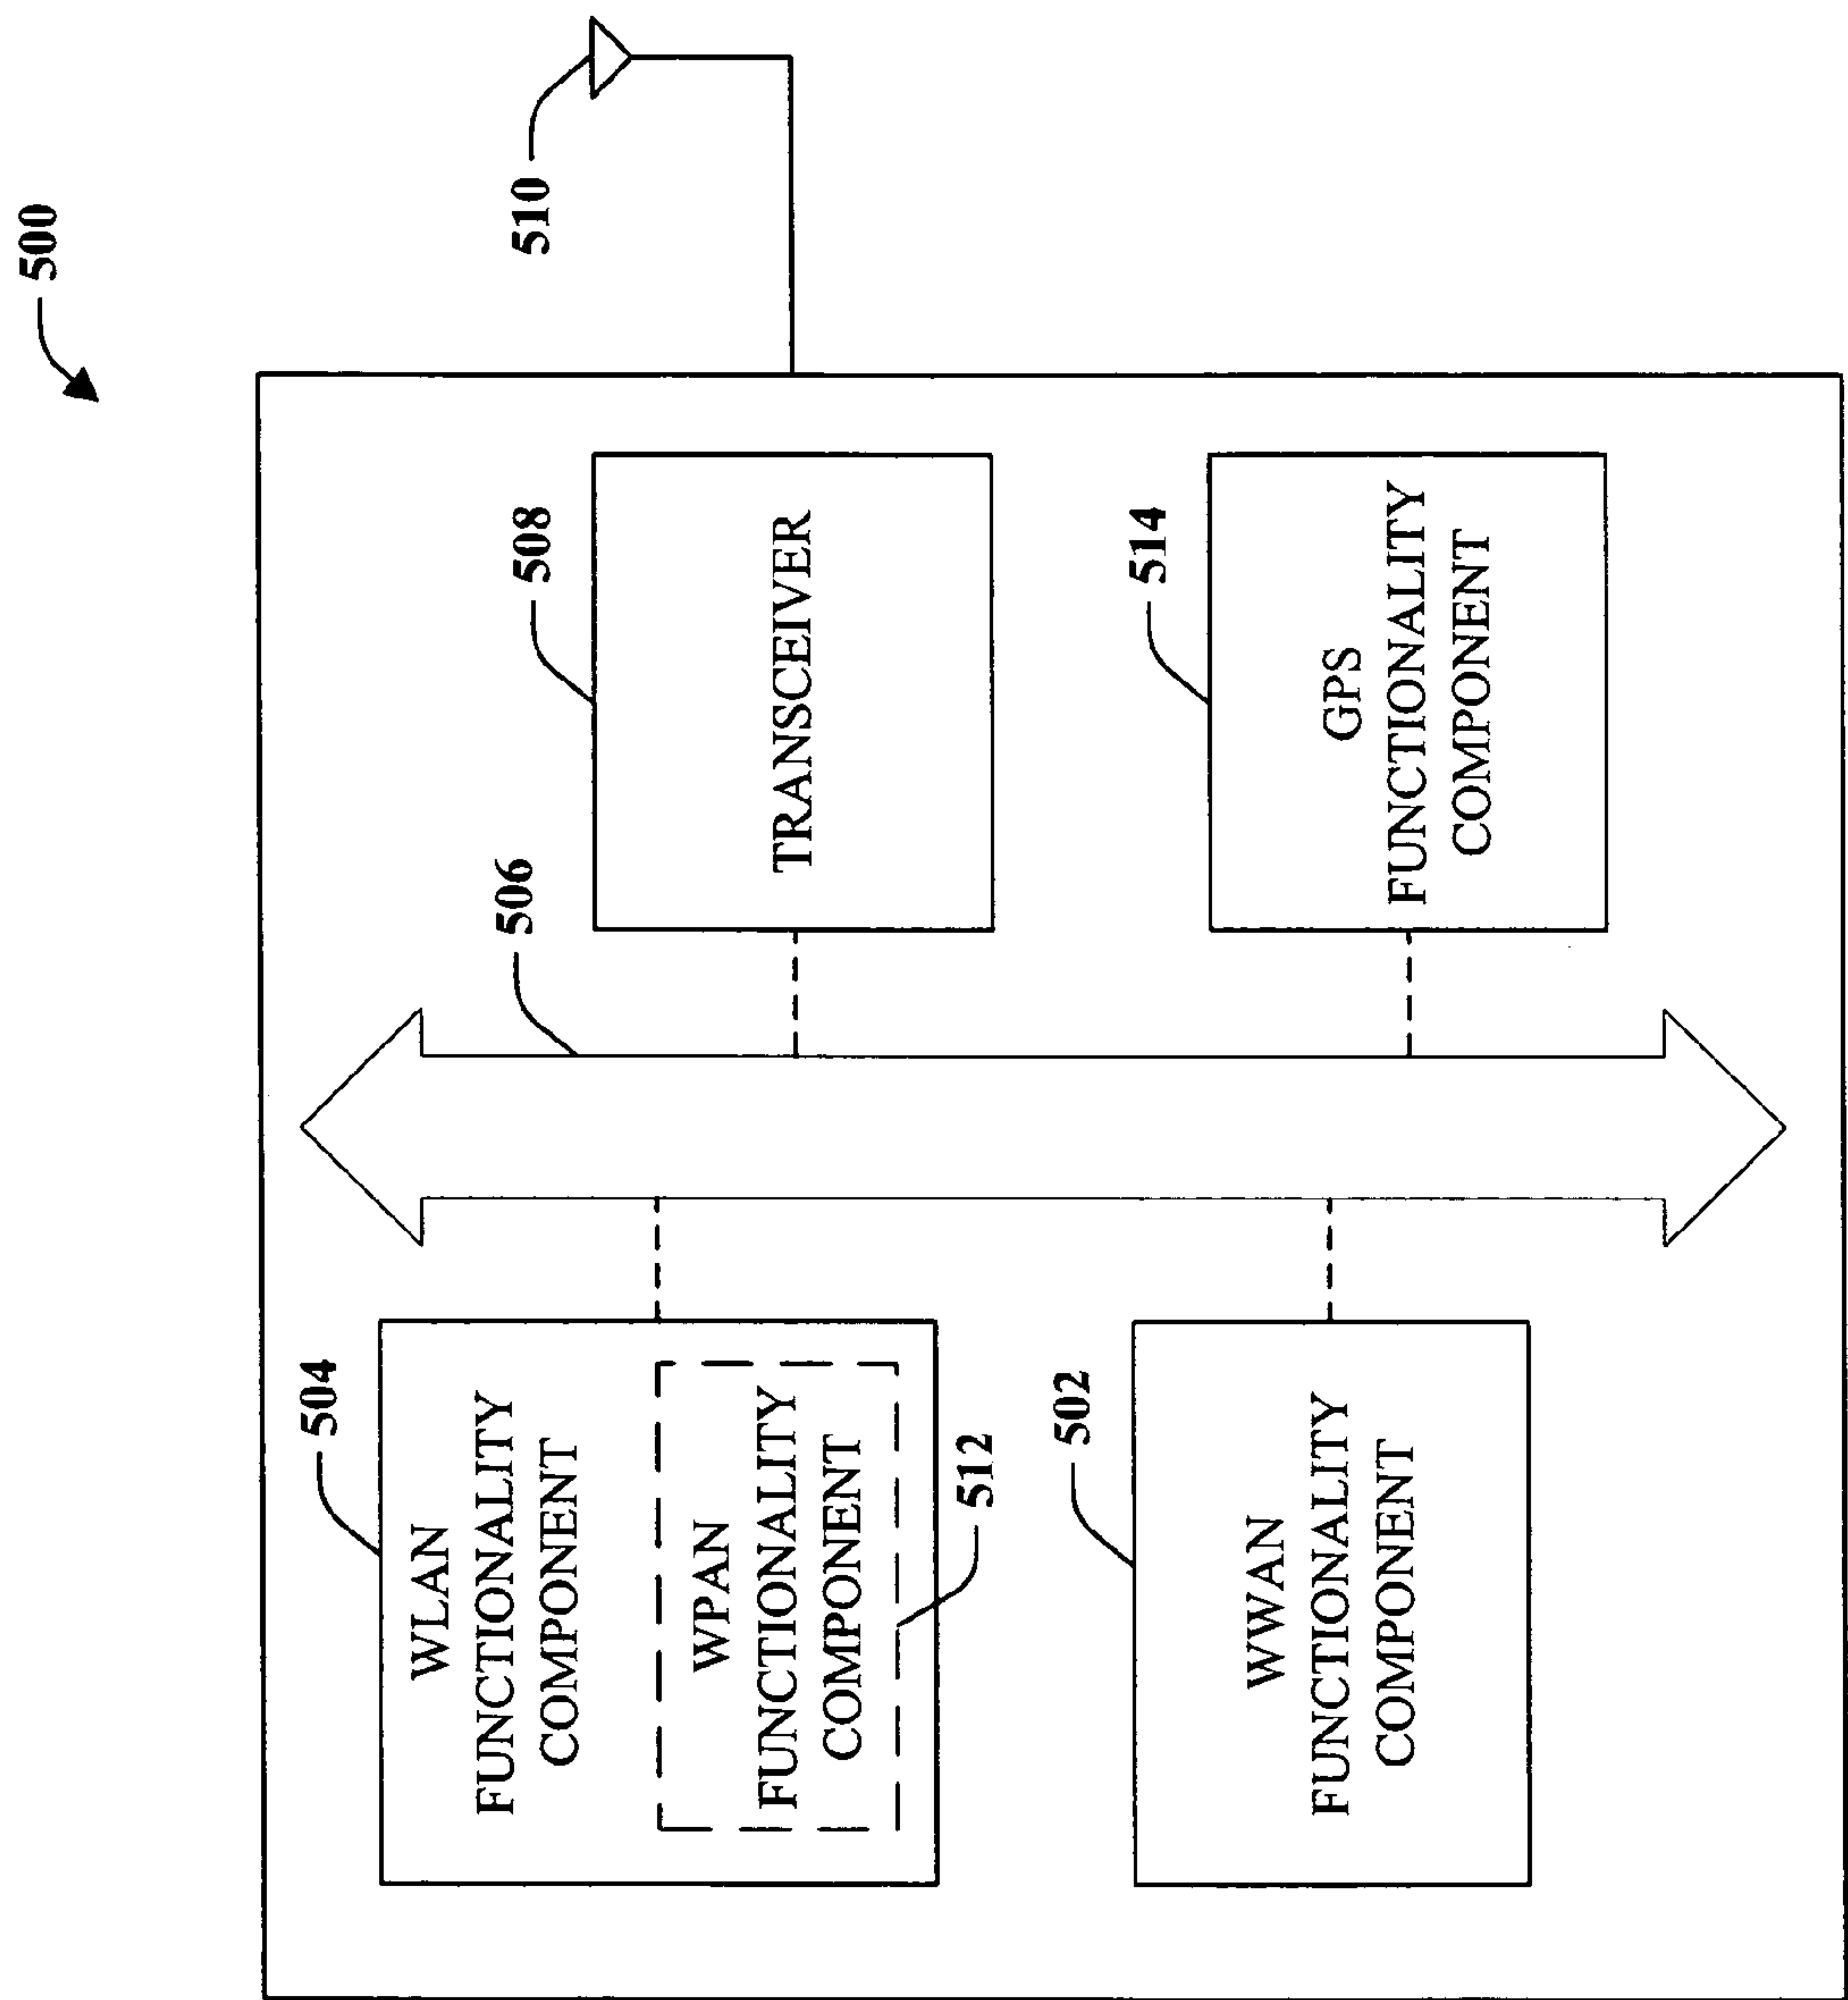 500
510
504
WLAN
FUNCTIONALITY
COMPONENT
WPAN
FUNCTIONALITY
COMPONENT
512
506
508
TRANSCEIVER
502
WWAN
FUNCTIONALITY
COMPONENT
514
GPS
FUNCTIONALITY
COMPONENT